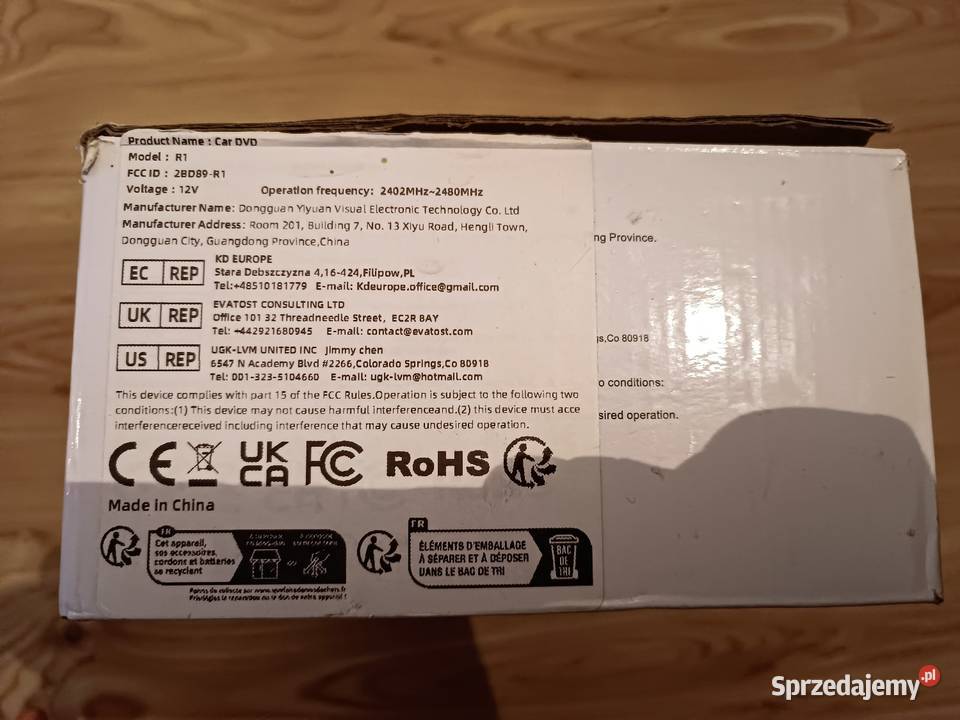 Product Name : Car DVD
Model : R1
FCC ID : 2BD89-R1
Voltage : 12V Operation frequency: 2402MHz~2480MHz
Manufacturer Name: Dongguan Yiyuan Visual Electronic Technology Co. Ltd
Manufacturer Address: Room 201, Building 7, No. 13 Xiyu Road, Hengli Town,
Dongguan City, Guangdong Province,China
EC REP
KD EUROPE
Stara Debszczyzna 4,16-424,Filipow,PL
Tel:+48510181779 E-mail: Kdeurope.office@gmail.com
UK REP
EVATOST CONSULTING LTD
Office 101 32 Threadneedle Street, EC2R 8AY
Tel: +442921680945 E-mail: contact@evatost.com
US REP
UGK-LVM UNITED INC Jimmy chen
6547 N Academy Blvd #2266,Colorado Springs,Co 80918
Tel: 001-323-5104660 E-mail: ugk-lvm@hotmail.com
This device complies with part 15 of the FCC Rules.Operation is subject to the following two
conditions:(1) This device may not cause harmful interferenceand.(2) this device must acce
interferencereceived including interference that may cause undesired operation.
ng Province.
s,Co 80918
o conditions:
sired operation.
CE UK CA FC RoHS
Made in China
FR
Cet appareil,
ses accessoires,
cordons et batteries
se recyclent
OU
FR
ÉLÉMENTS D'EMBALLAGE
À SÉPARER ET À DÉPOSER
DANS LE BAC DE TRI
BAC
DE
TRI
Sprzedajemy.pl